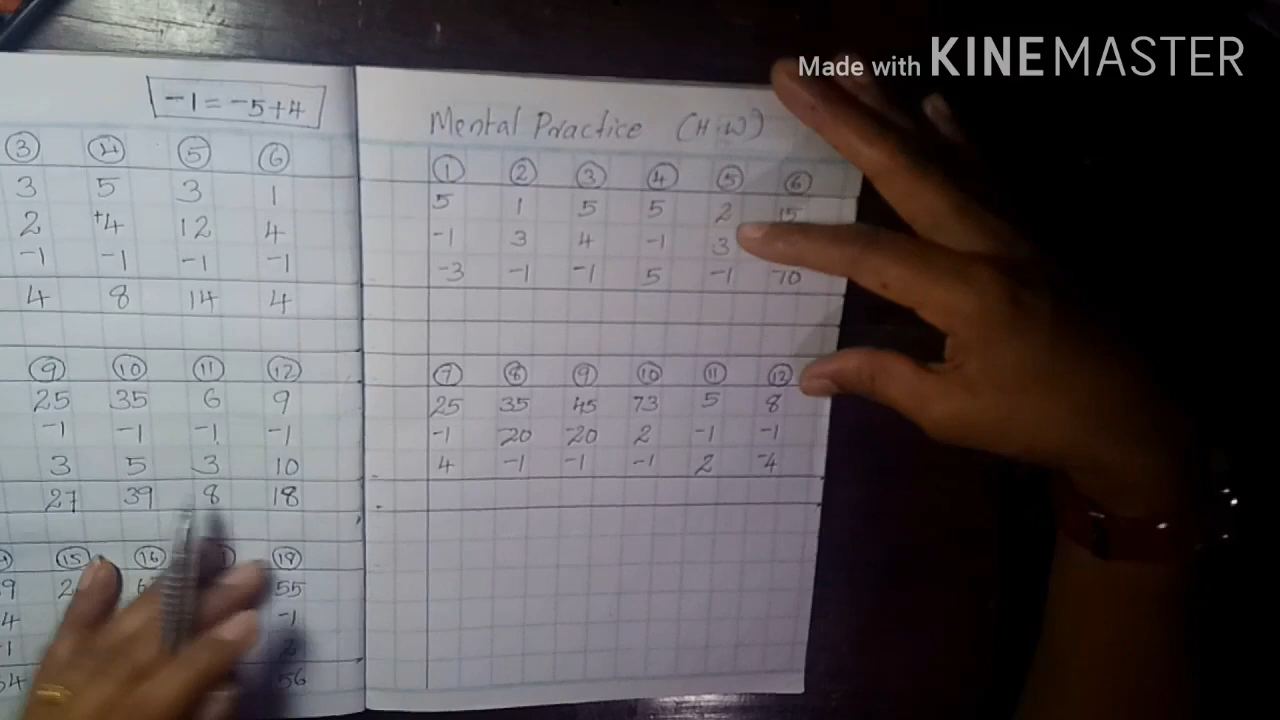 Made with KINEMASTER
-1 = -5+4
③ ④ ⑤ ⑥
3 5 3 1
2 +4 12 4
-1 -1 -1 -1
4 8 14 4
⑨ ⑩ ⑪ ⑫
25 35 6 9
-1 -1 -1 -1
3 5 3 10
27 39 8 18
⑮ ⑯ ⑱
55
-1
2
56
Mental Practice (H.W)
① ② ③ ④ ⑤ ⑥
5 1 5 5 2 15
-1 3 4 -1 3
-3 -1 -1 5 -1 -10
⑦ ⑧ ⑨ ⑩ ⑪ ⑫
25 35 45 73 5 8
-1 20 -20 2 -1 -1
4 -1 -1 -1 2 -4